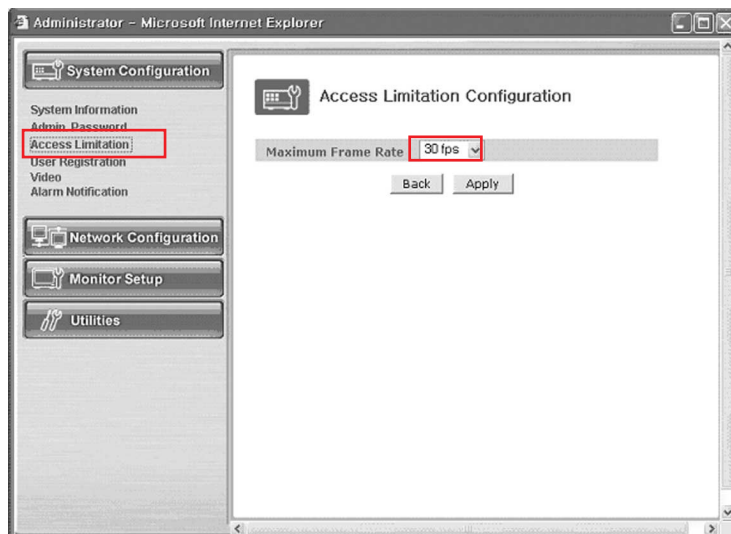 Administrator - Microsoft Internet Explorer
System Configuration
System Information
Admin. Password
Access Limitation
User Registration
Video
Alarm Notification
Network Configuration
Monitor Setup
Utilities
Access Limitation Configuration
Maximum Frame Rate 30 fps
Back Apply